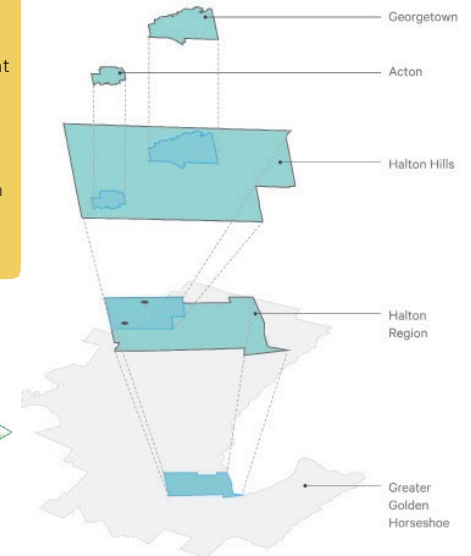 Georgetown
Acton
Halton Hills
Halton
Region
Greater
Golden
Horseshoe